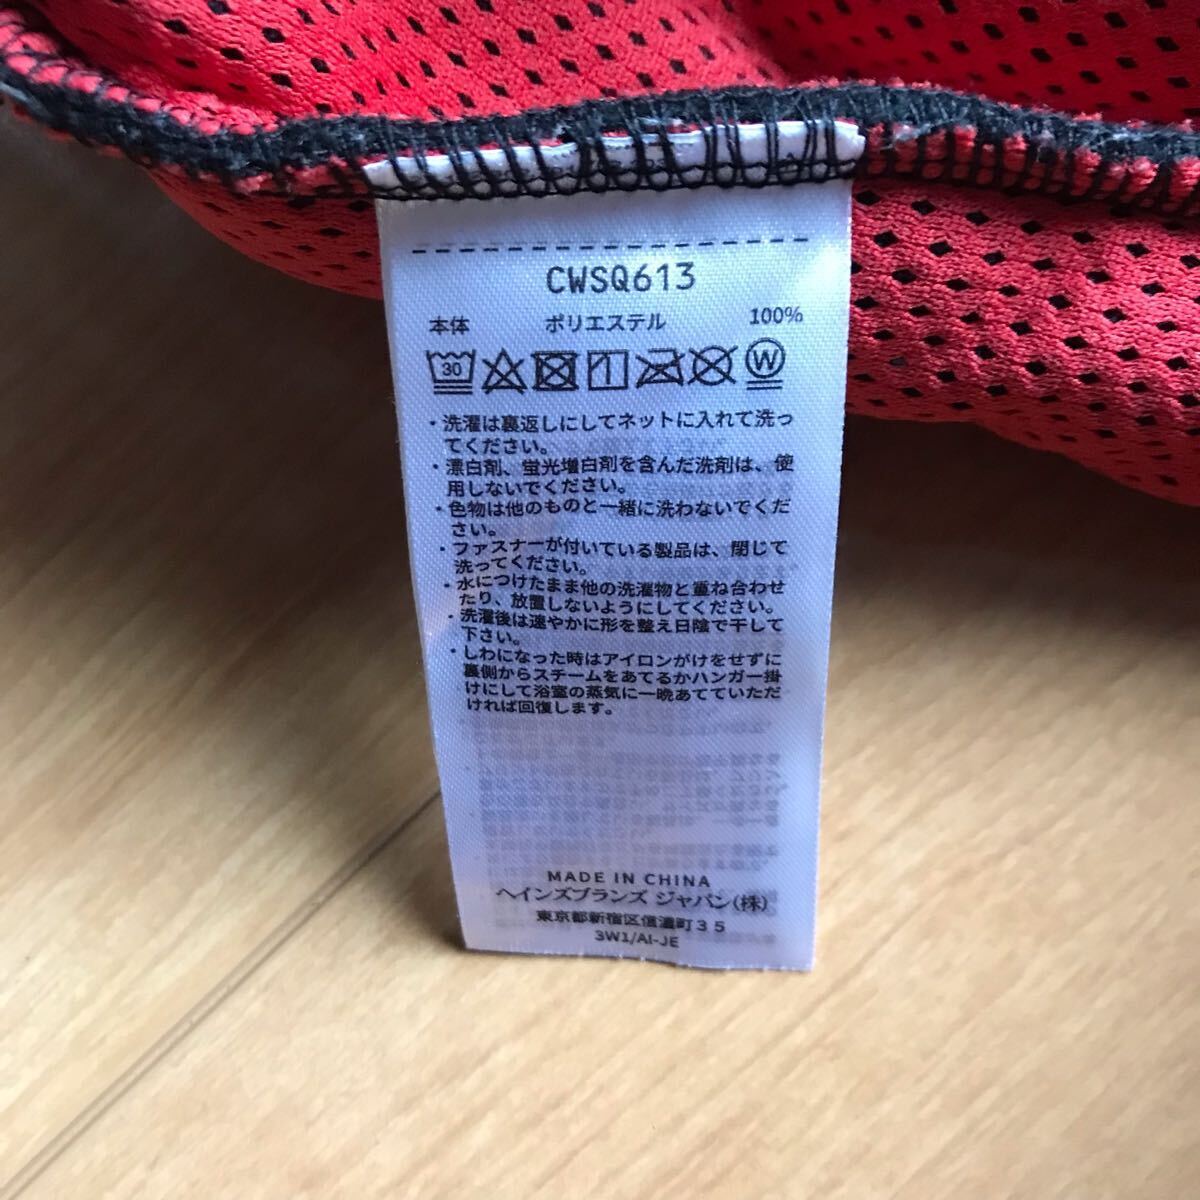 CWSQ613
本体 ポリエステル 100%
30 W
・洗濯は裏返しにしてネットに入れて洗っ
てください。
・漂白剤、蛍光増白剤を含んだ洗剤は、使
用しないでください。
・色物は他のものと一緒に洗わないでくだ
さい。
・ファスナーが付いている製品は、閉じて
洗ってください。
・水につけたまま他の洗濯物と重ね合わせ
たり、放置しないようにしてください。
・洗濯後は速やかに形を整え日陰で干して
下さい。
・しわになった時はアイロンがけをせずに
裏側からスチームをあてるかハンガー掛
けにして浴室の蒸気に一晩あてていただ
ければ回復します。
MADE IN CHINA
ヘインズブランズ ジャパン(株)
東京都新宿区信濃町35
3W1/AI-JE